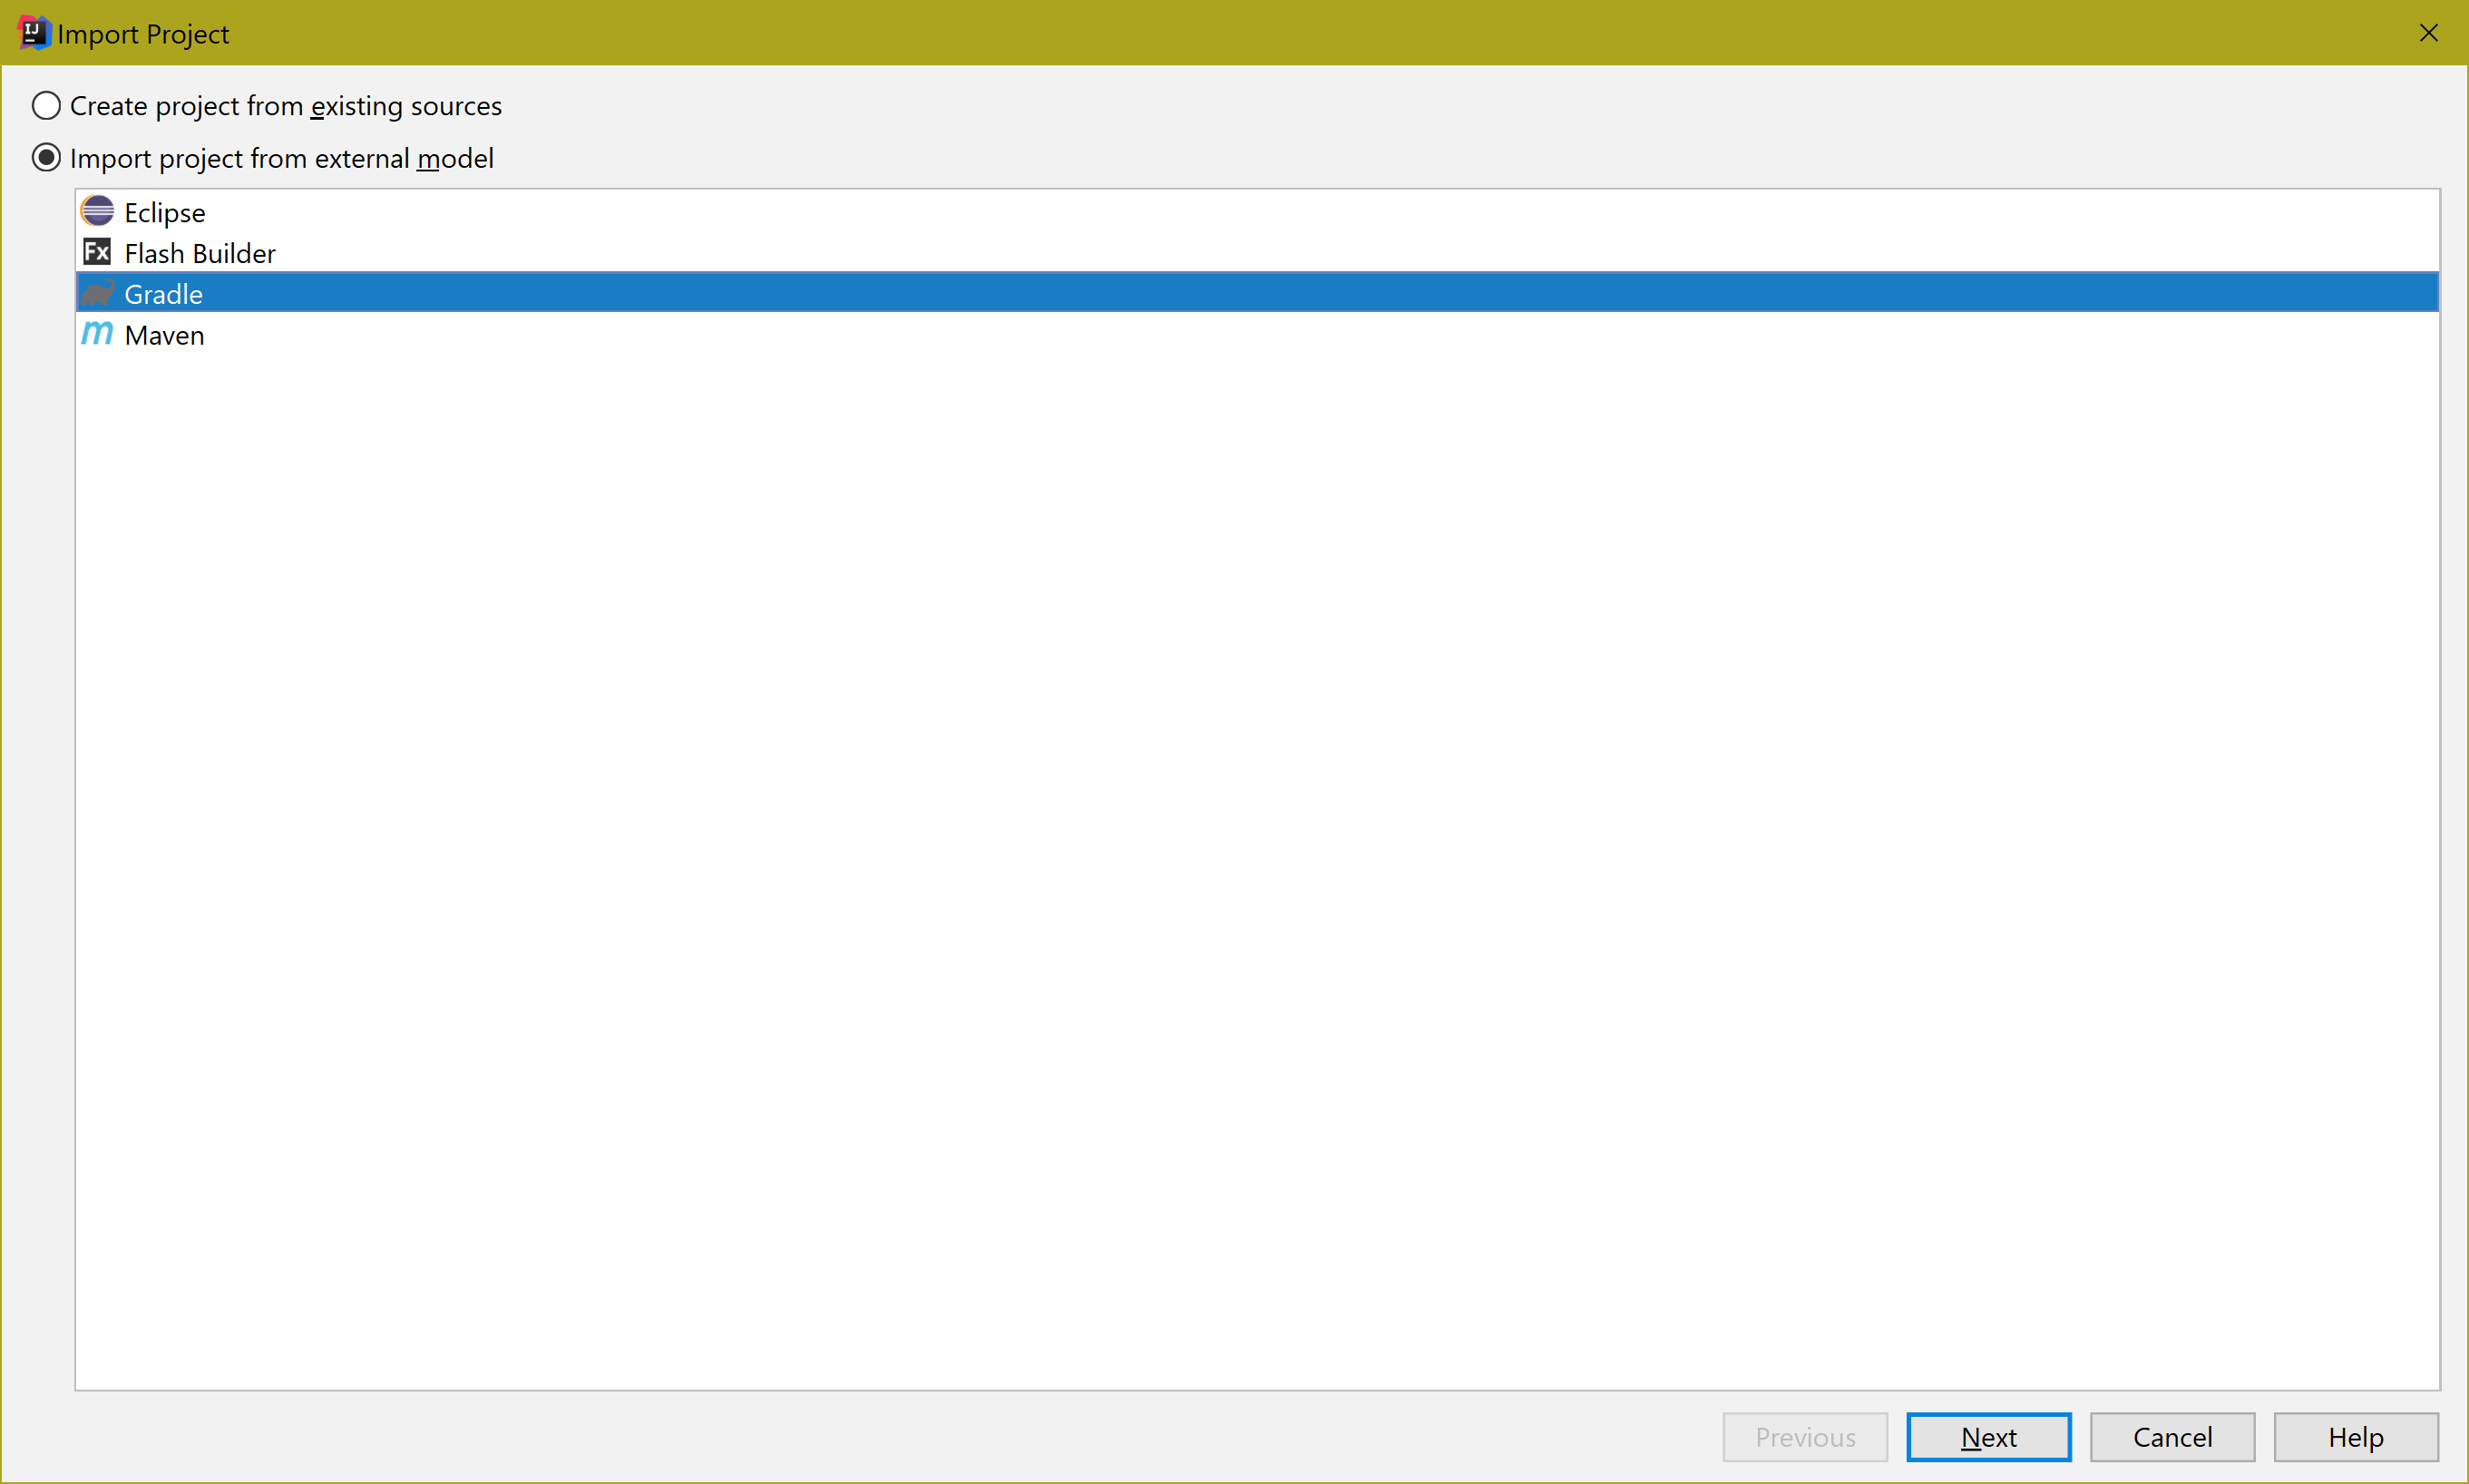 IJ Import Project
Create project from existing sources
Import project from external model
Eclipse
Fx Flash Builder
Gradle
m Maven
Previous Next Cancel Help